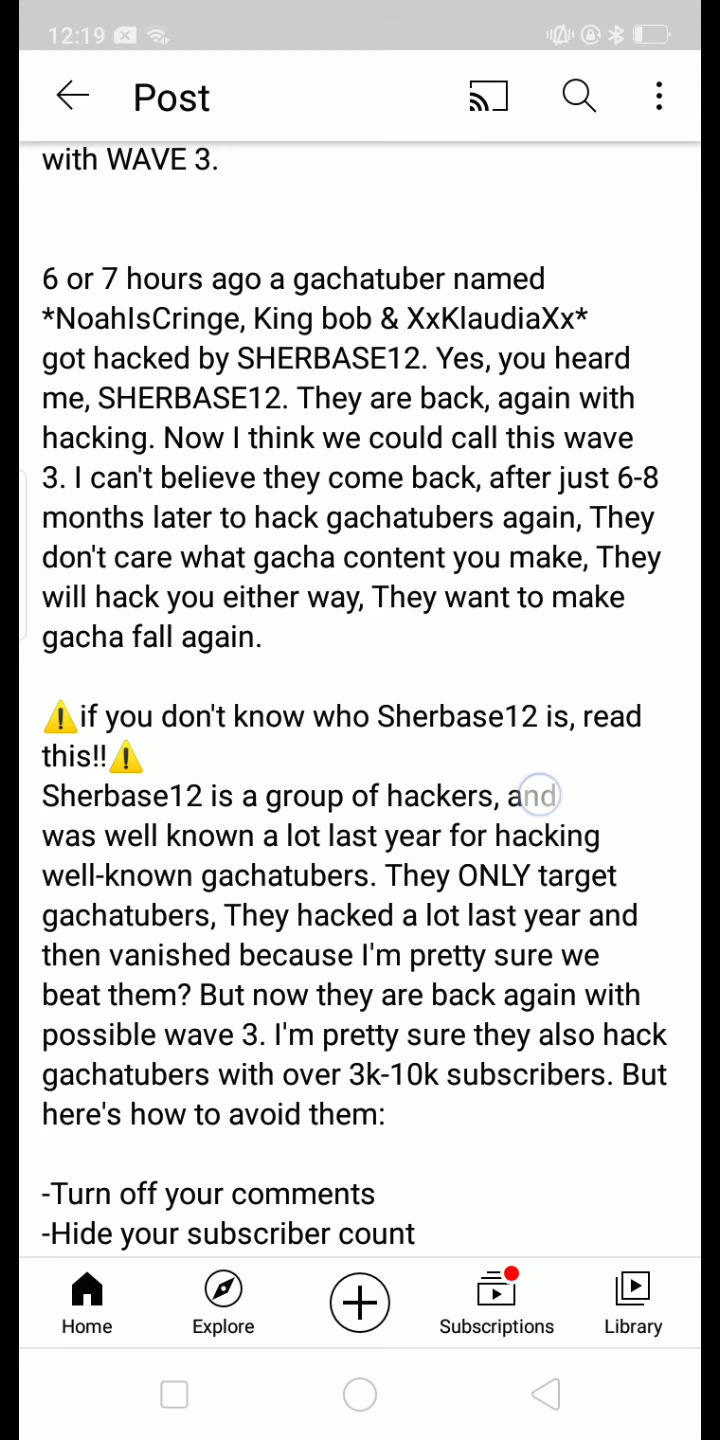 12:19
Post
with WAVE 3.
6 or 7 hours ago a gachatuber named
*NoahIsCringe, King bob & XxKlaudiaXx*
got hacked by SHERBASE12. Yes, you heard
me, SHERBASE12. They are back, again with
hacking. Now I think we could call this wave
3. I can't believe they come back, after just 6-8
months later to hack gachatubers again, They
don't care what gacha content you make, They
will hack you either way, They want to make
gacha fall again.
⚠️if you don't know who Sherbase12 is, read
this!!⚠️
Sherbase12 is a group of hackers, and
was well known a lot last year for hacking
well-known gachatubers. They ONLY target
gachatubers, They hacked a lot last year and
then vanished because I'm pretty sure we
beat them? But now they are back again with
possible wave 3. I'm pretty sure they also hack
gachatubers with over 3k-10k subscribers. But
here's how to avoid them:
-Turn off your comments
-Hide your subscriber count
Home Explore Subscriptions Library